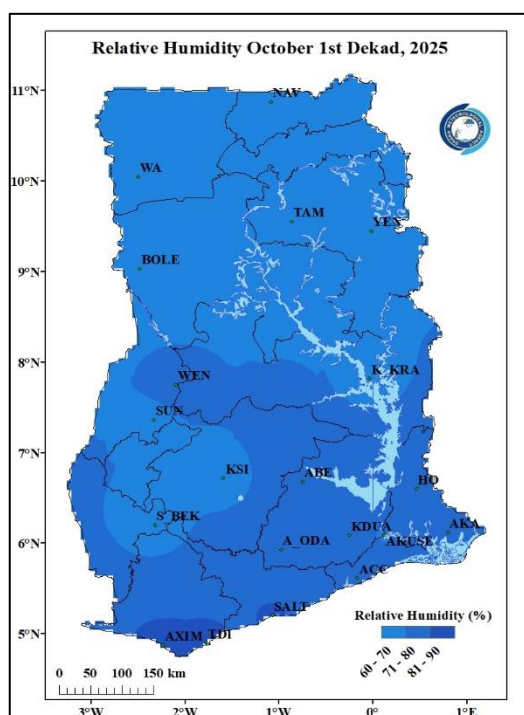 Relative Humidity October 1st Dekad, 2025
11°N
NAV
10°N
WA
TAM
YEN
9°N
BOLE
8°N
WEN
K_KRA
SUN
7°N
KSI
ABE
HO
S_BEK
6°N
A_ODA
KDUA
AKUSE
AKA
ACC
SALT
5°N
AXIM
TDI
Relative Humidity (%)
60 - 70
71 - 80
81 - 90
0 50 100 150 km
3°W
2°W
1°W
0°
1°E